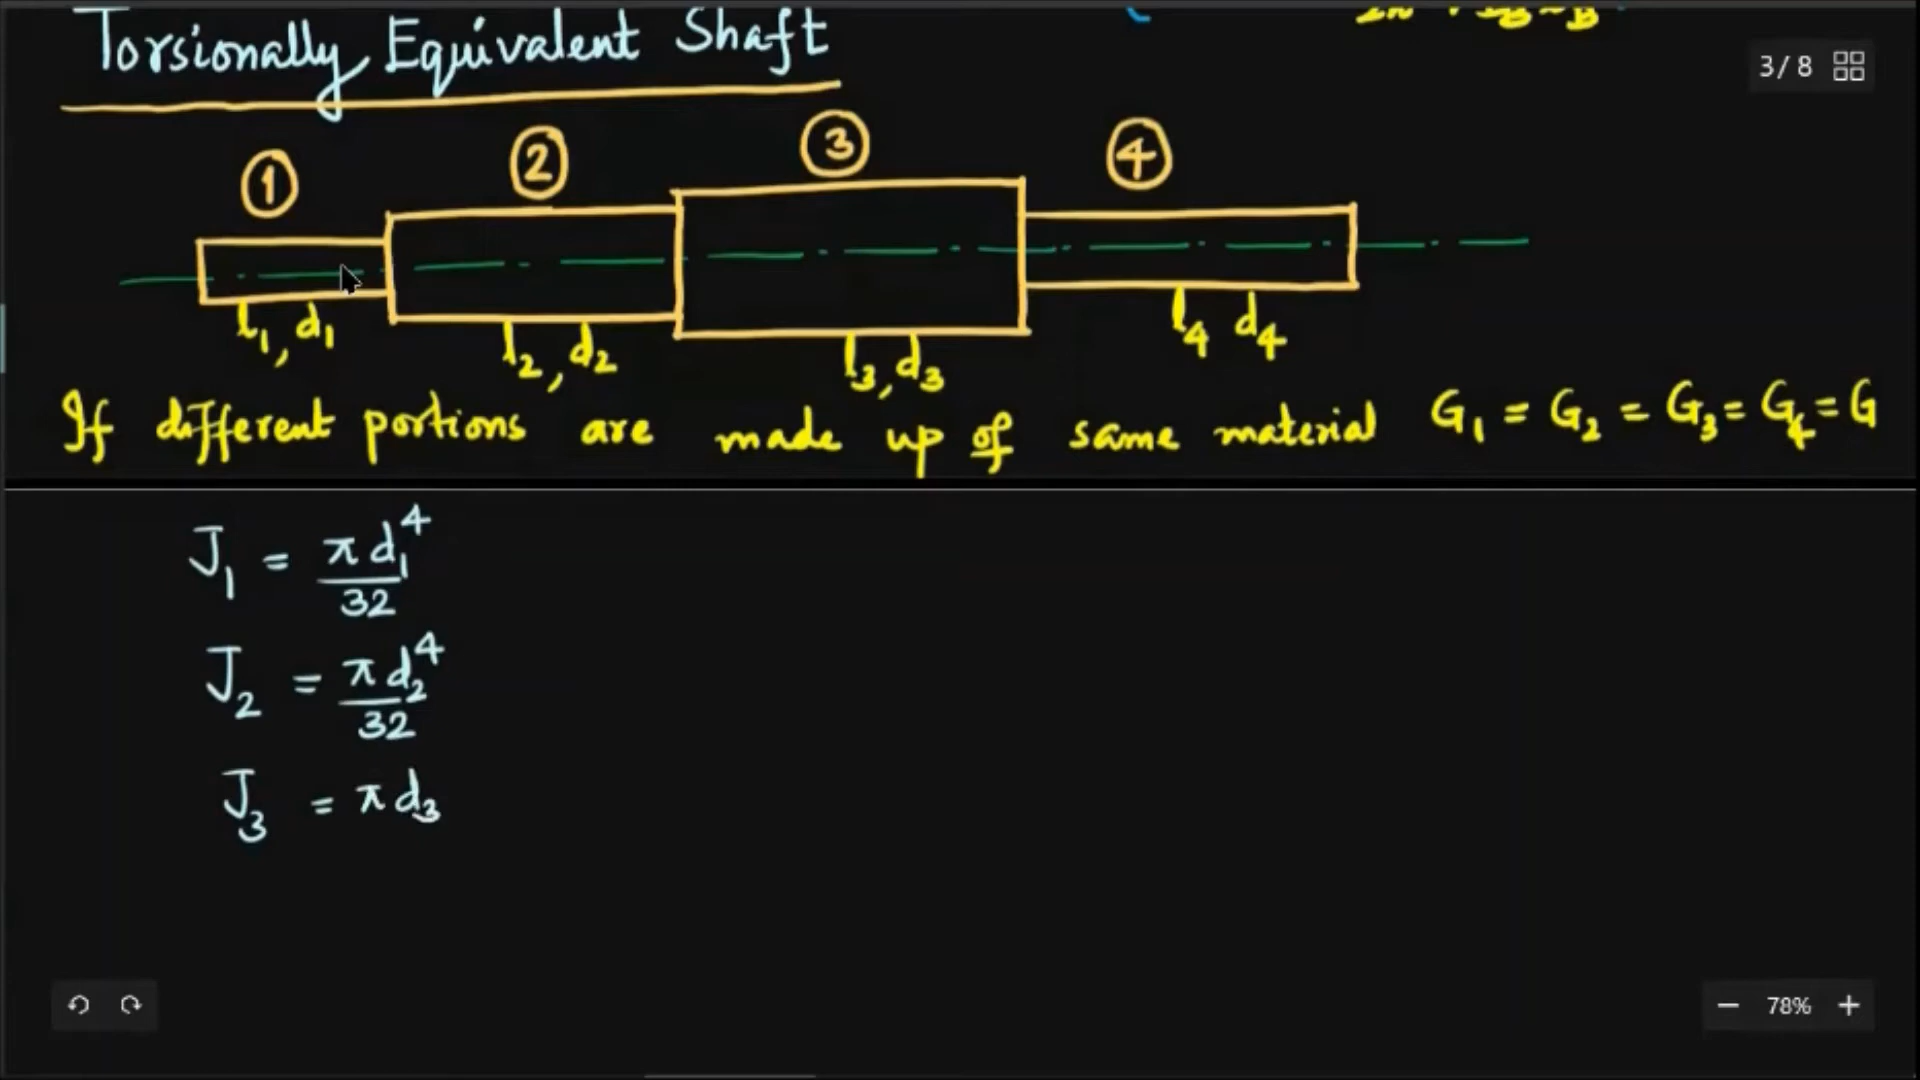 Torsionally Equivalent Shaft
3/8
① ② ③ ④
l₁, d₁ l₂, d₂ l₃, d₃ l₄ d₄
If different portions are made up of same material G₁ = G₂ = G₃ = G₄ = G
J₁ = πd₁⁴/32
J₂ = πd₂⁴/32
J₃ = πd₃
78%